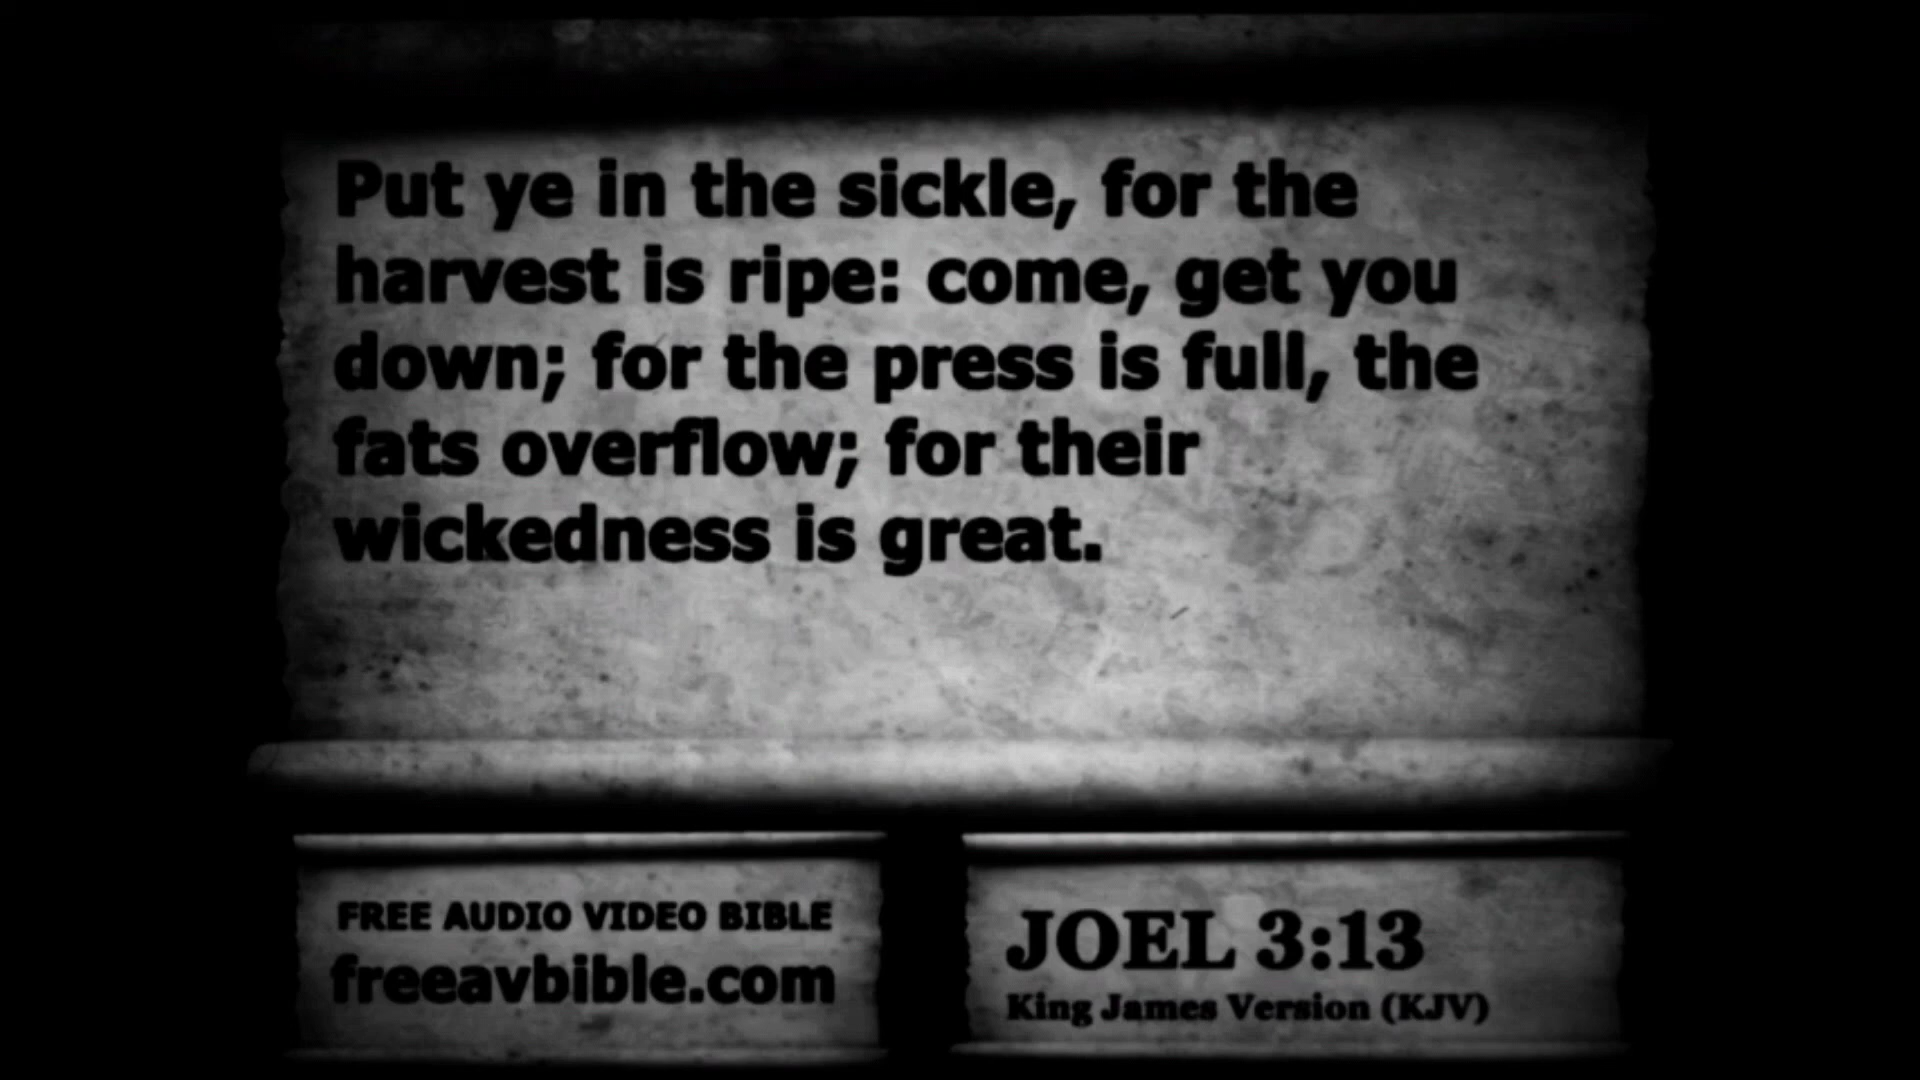 Put ye in the sickle, for the
harvest is ripe: come, get you
down; for the press is full, the
fats overflow; for their
wickedness is great.
FREE AUDIO VIDEO BIBLE
freeavbible.com
JOEL 3:13
King James Version (KJV)